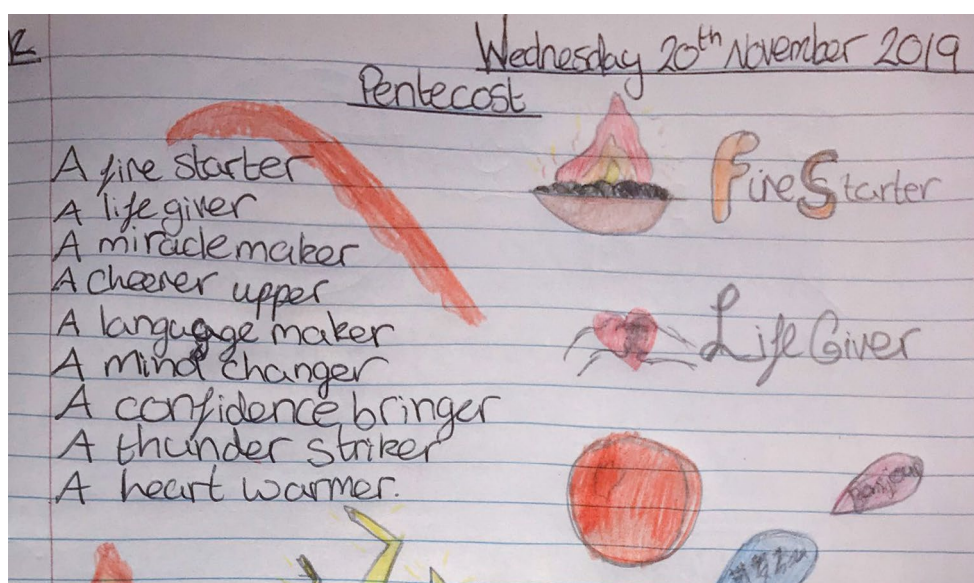 Wednesday 20th November 2019
Pentecost
A fire starter
A life giver
A miracle maker
A cheerer upper
A language maker
A mind changer
A confidence bringer
A thunder striker
A heart warmer.
Fire Starter
Life Giver
Bonjour